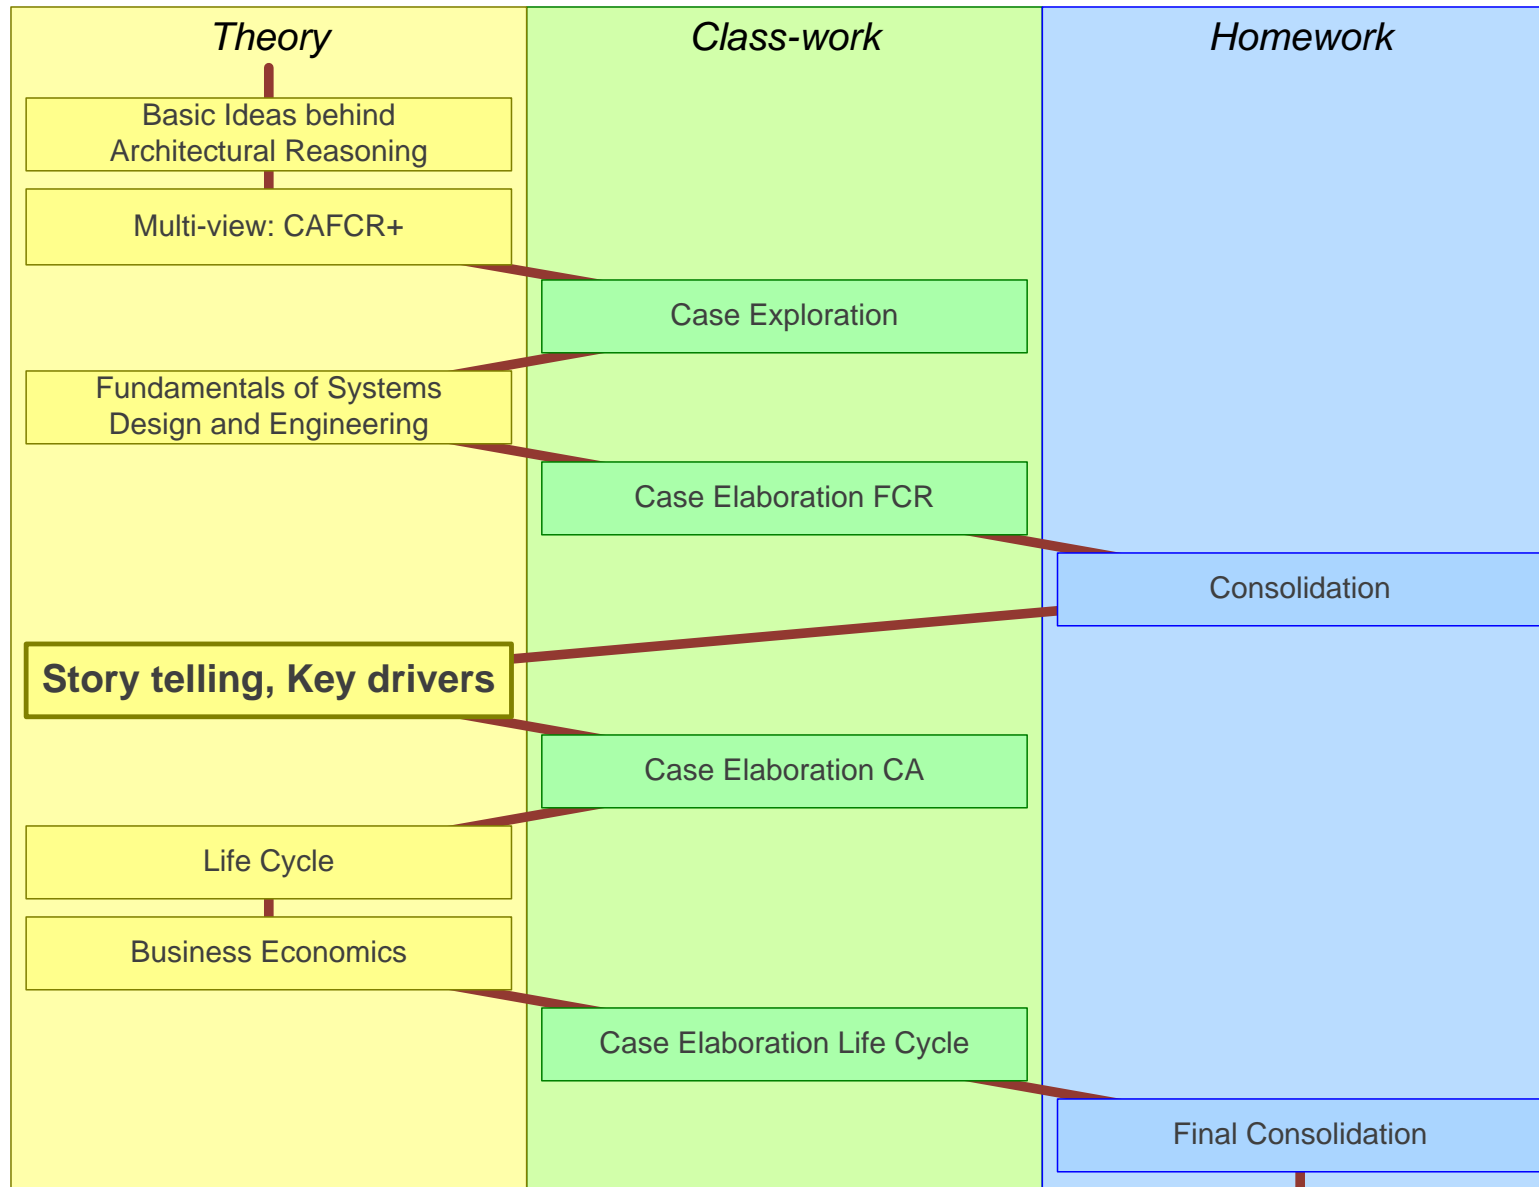 Theory
Class-work
Homework
Basic Ideas behind
Architectural Reasoning
Multi-view: CAFCR+
Case Exploration
Fundamentals of Systems
Design and Engineering
Case Elaboration FCR
Consolidation
Story telling, Key drivers
Case Elaboration CA
Life Cycle
Business Economics
Case Elaboration Life Cycle
Final Consolidation